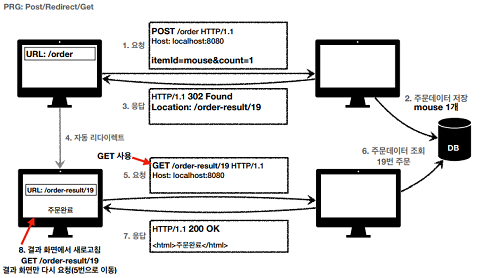 PRG: Post/Redirect/Get
URL: /order
1. 요청
POST /order HTTP/1.1
Host: localhost:8080
itemId=mouse&count=1
3. 응답
HTTP/1.1 302 Found
Location: /order-result/19
2. 주문데이터 저장
mouse 1개
DB
4. 자동 리다이렉트
GET 사용
5. 요청
GET /order-result/19 HTTP/1.1
Host: localhost:8080
6. 주문데이터 조회
19번 주문
URL: /order-result/19
주문완료
7. 응답
HTTP/1.1 200 OK
<html>주문완료</html>
8. 결과 화면에서 새로고침
GET /order-result/19
결과 화면만 다시 요청(5번으로 이동)